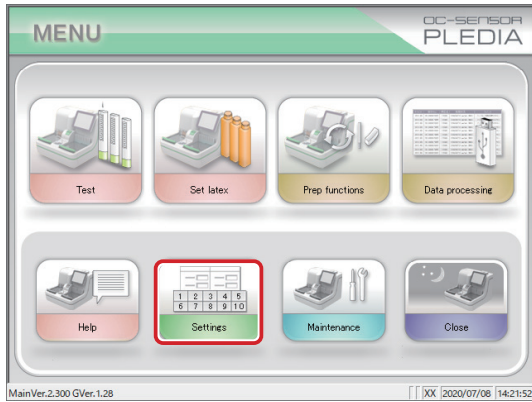 MENU
OC-SENSOR
PLEDIA
Test
Set latex
Prep functions
Data processing
1 2 3 4 5
6 7 8 9 10
Help
Settings
Maintenance
Close
MainVer.2.300 GVer.1.28
XX 2020/07/08 14:21:52